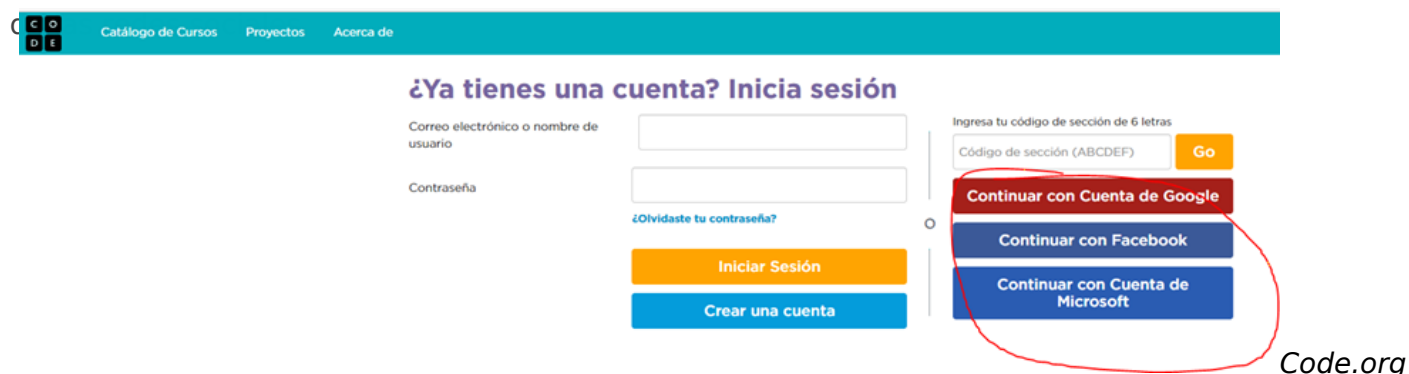 C O
D E
Catálogo de Cursos Proyectos Acerca de
¿Ya tienes una cuenta? Inicia sesión
Correo electrónico o nombre de
usuario
Contraseña
¿Olvidaste tu contraseña?
Iniciar Sesión
Crear una cuenta
O
Ingresa tu código de sección de 6 letras
Código de sección (ABCDEF) Go
Continuar con Cuenta de Google
Continuar con Facebook
Continuar con Cuenta de
Microsoft
Code.org